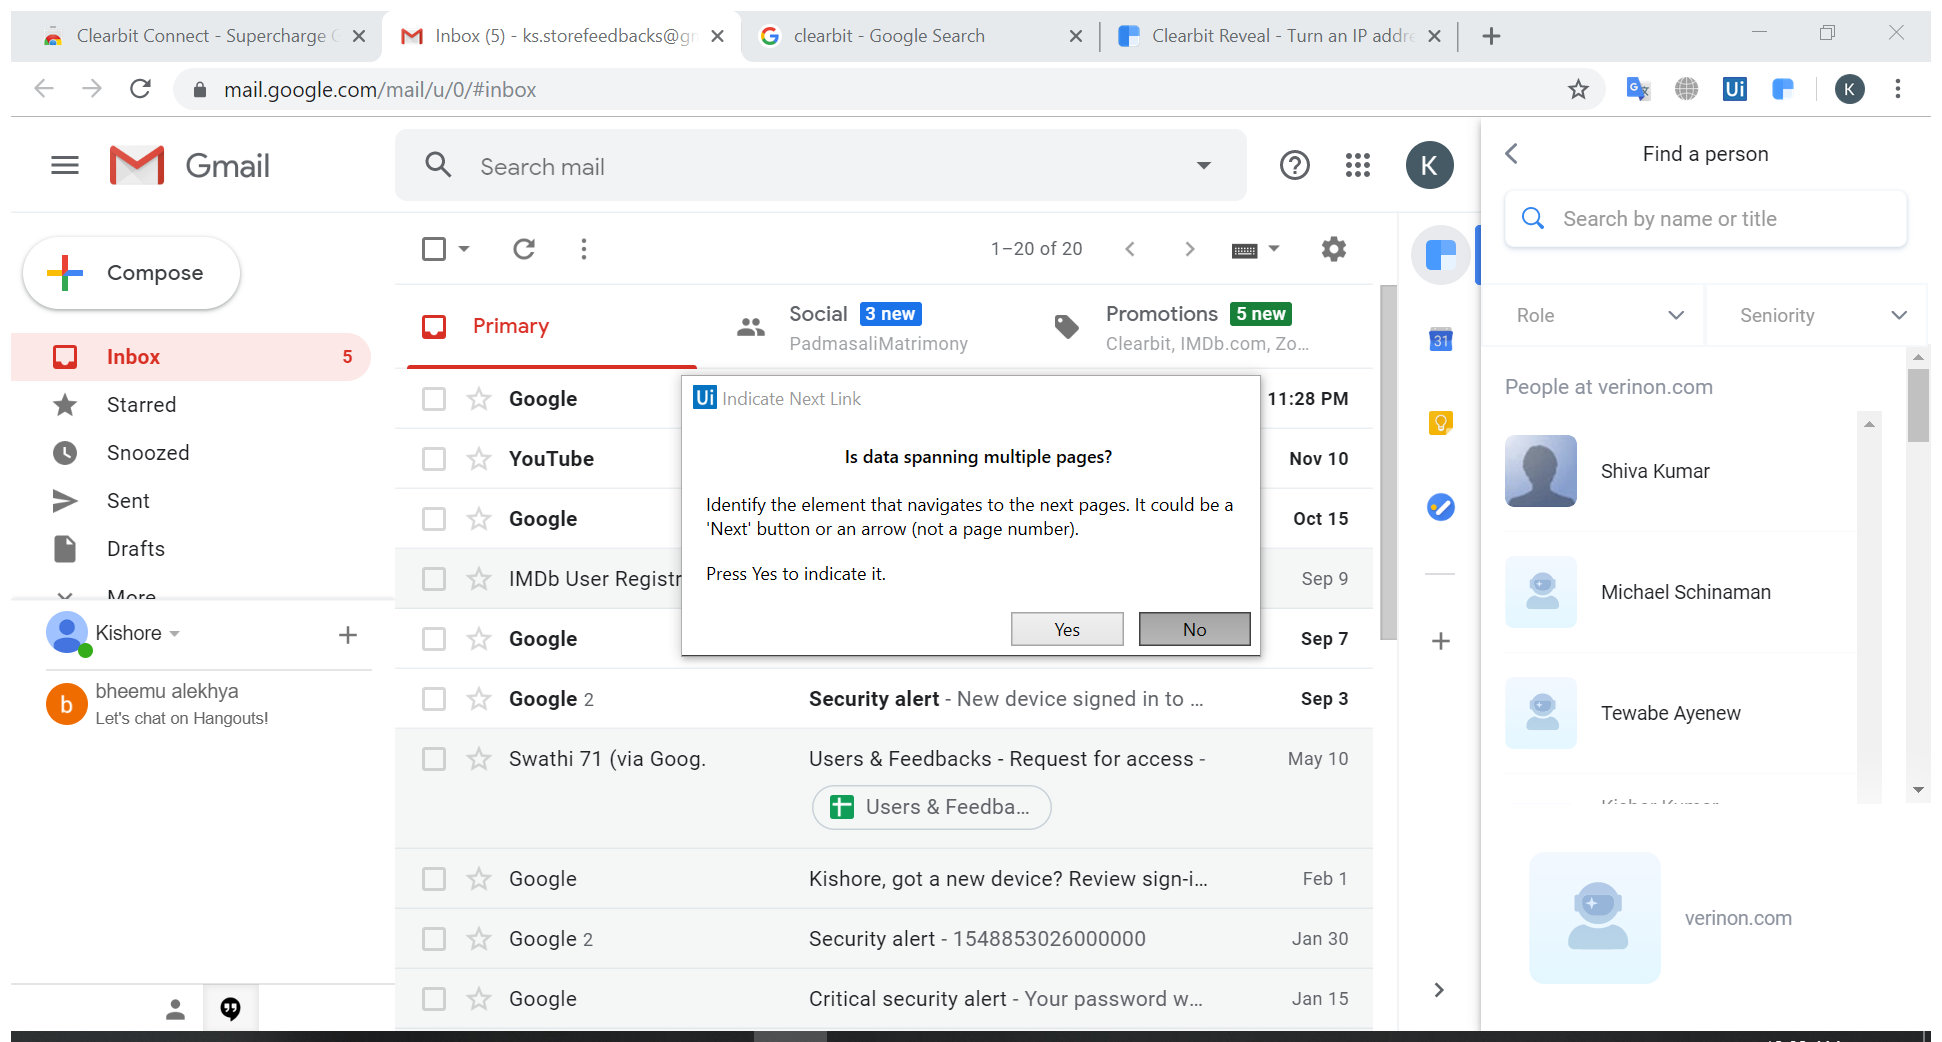 Clearbit Connect - Supercharge C
Inbox (5) - ks.storefeedbacks@gm
clearbit - Google Search
Clearbit Reveal - Turn an IP addre
mail.google.com/mail/u/0/#inbox
Ui
K
Gmail
Search mail
K
Find a person
Search by name or title
Compose
1–20 of 20
Role
Seniority
Primary
Social 3 new
PadmasaliMatrimony
Promotions 5 new
Clearbit, IMDb.com, Zo...
31
Inbox 5
Starred
Snoozed
Sent
Drafts
More
Kishore
b
bheemu alekhya
Let's chat on Hangouts!
Google 11:28 PM
YouTube Nov 10
Google Oct 15
IMDb User Registr Sep 9
Google Sep 7
Google 2 Security alert - New device signed in to ... Sep 3
Swathi 71 (via Goog. Users & Feedbacks - Request for access - May 10
Users & Feedba...
Google Kishore, got a new device? Review sign-i... Feb 1
Google 2 Security alert - 1548853026000000 Jan 30
Google Critical security alert - Your password w... Jan 15
Ui Indicate Next Link
Is data spanning multiple pages?
Identify the element that navigates to the next pages. It could be a
'Next' button or an arrow (not a page number).
Press Yes to indicate it.
Yes
No
People at verinon.com
Shiva Kumar
Michael Schinaman
Tewabe Ayenew
verinon.com